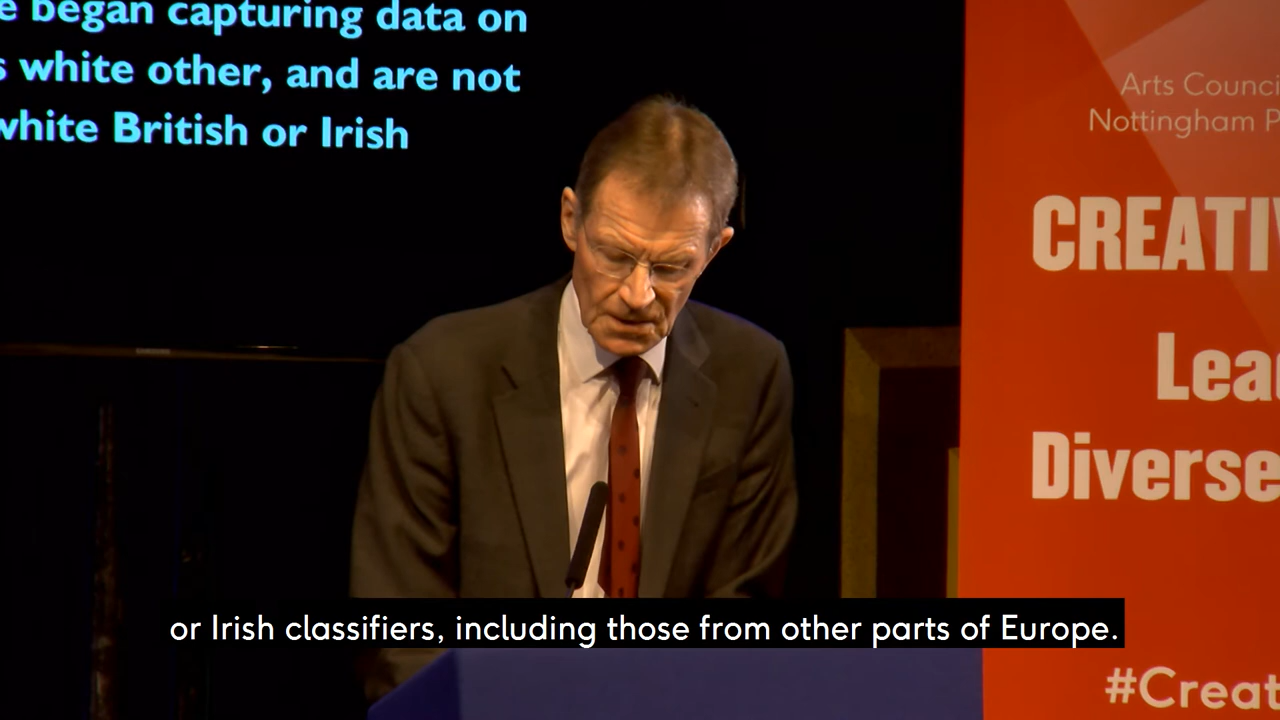 e began capturing data on
s white other, and are not
white British or Irish
Arts Counci
Nottingham P
CREATI
Lea
Diverse
#Creat
or Irish classifiers, including those from other parts of Europe.